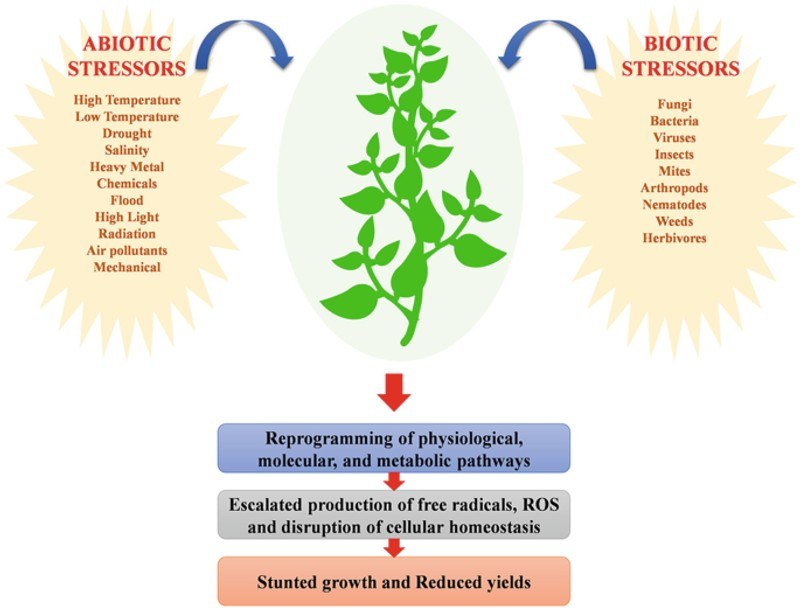 ABIOTIC
STRESSORS
High Temperature
Low Temperature
Drought
Salinity
Heavy Metal
Chemicals
Flood
High Light
Radiation
Air pollutants
Mechanical
BIOTIC
STRESSORS
Fungi
Bacteria
Viruses
Insects
Mites
Arthropods
Nematodes
Weeds
Herbivores
Reprogramming of physiological,
molecular, and metabolic pathways
Escalated production of free radicals, ROS
and disruption of cellular homeostasis
Stunted growth and Reduced yields